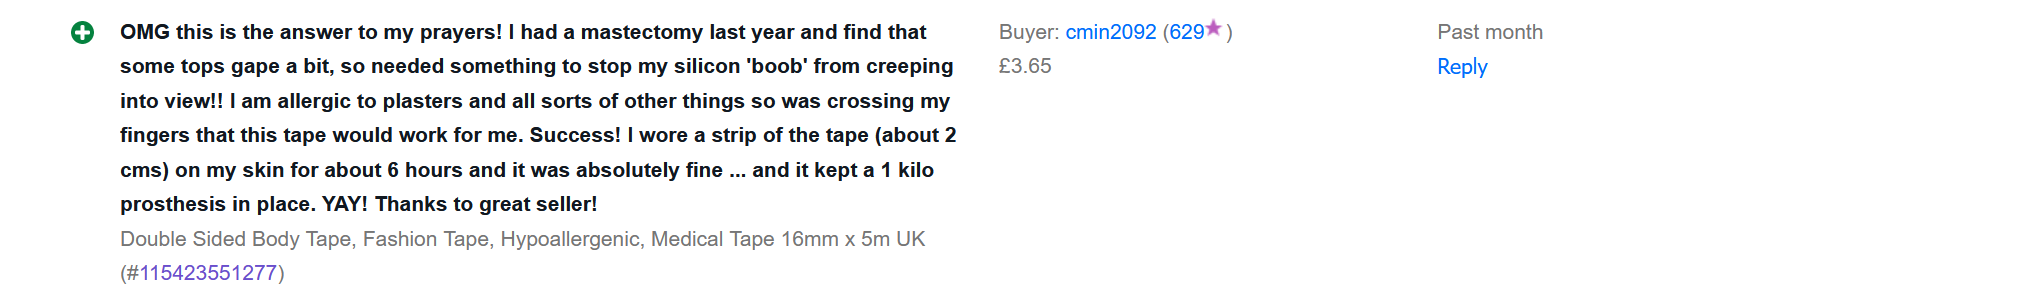 OMG this is the answer to my prayers! I had a mastectomy last year and find that
some tops gape a bit, so needed something to stop my silicon 'boob' from creeping
into view!! I am allergic to plasters and all sorts of other things so was crossing my
fingers that this tape would work for me. Success! I wore a strip of the tape (about 2
cms) on my skin for about 6 hours and it was absolutely fine ... and it kept a 1 kilo
prosthesis in place. YAY! Thanks to great seller!
Double Sided Body Tape, Fashion Tape, Hypoallergenic, Medical Tape 16mm x 5m UK
(#115423551277)
Buyer: cmin2092 (629★)
£3.65
Past month
Reply